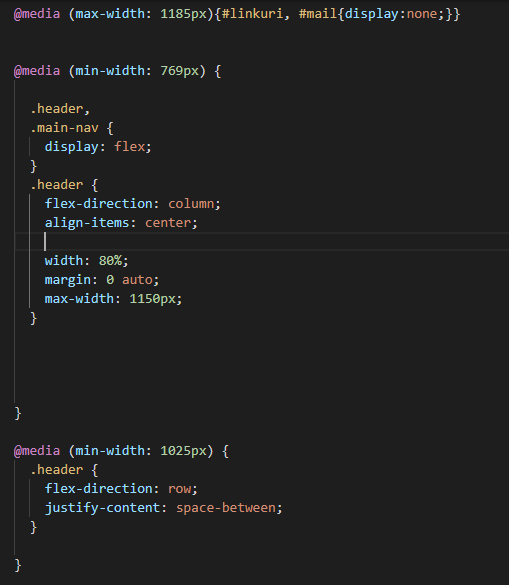 @media (max-width: 1185px){#linkuri, #mail{display:none;}}
@media (min-width: 769px) {
.header,
.main-nav {
display: flex;
}
.header {
flex-direction: column;
align-items: center;
width: 80%;
margin: 0 auto;
max-width: 1150px;
}
}
@media (min-width: 1025px) {
.header {
flex-direction: row;
justify-content: space-between;
}
}